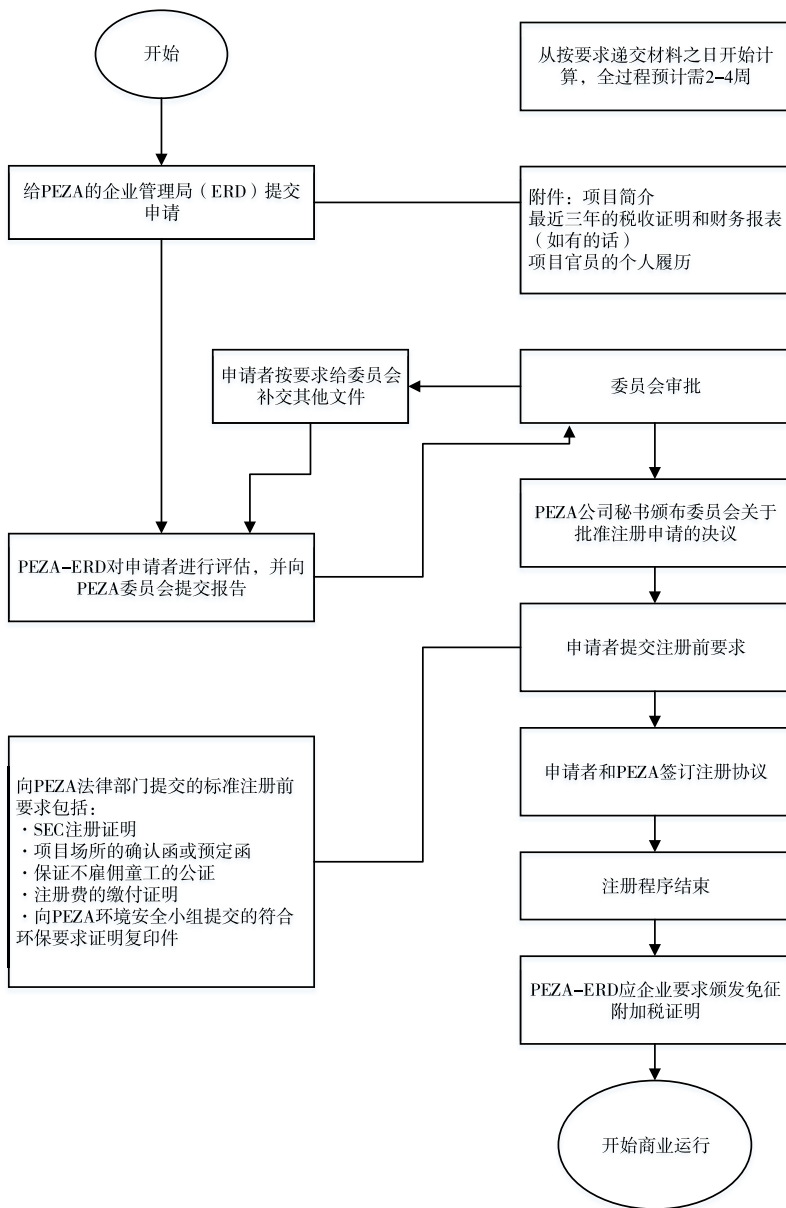 开始
从按要求递交材料之日开始计
算，全过程预计需2-4周
给PEZA的企业管理局（ERD）提交
申请
附件：项目简介
最近三年的税收证明和财务报表
（如有的话）
项目官员的个人履历
申请者按要求给委员会
补交其他文件
委员会审批
PEZA公司秘书颁布委员会关于
批准注册申请的决议
PEZA-ERD对申请者进行评估，并向
PEZA委员会提交报告
申请者提交注册前要求
申请者和PEZA签订注册协议
向PEZA法律部门提交的标准注册前
要求包括：
·SEC注册证明
·项目场所的确认函或预定函
·保证不雇佣童工的公证
·注册费的缴付证明
·向PEZA环境安全小组提交的符合
环保要求证明复印件
注册程序结束
PEZA-ERD应企业要求颁发免征
附加税证明
开始商业运行